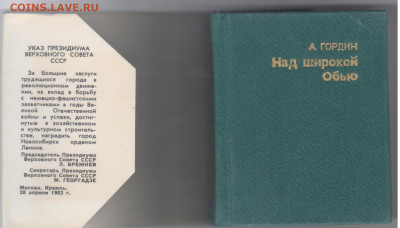 COINS.LAVE.RU
УКАЗ ПРЕЗИДИУМА
ВЕРХОВНОГО СОВЕТА
СССР
За большие заслуги
трудящихся города в
революционном движе-
нии, их вклад в борьбу
с немецко-фашистскими
захватчиками в годы Ве-
ликой Отечественной
войны и успехи, достиг-
нутые в хозяйственном
и культурном строитель-
стве, наградить город
Новосибирск орденом
Ленина.
Председатель Президиума
Верховного Совета СССР
Л. БРЕЖНЕВ
Секретарь Президиума
Верховного Совета СССР
М. ГЕОРГАДЗЕ
Москва, Кремль.
28 апреля 1982 г.
А. ГОРДИН
Над широкой
Обью